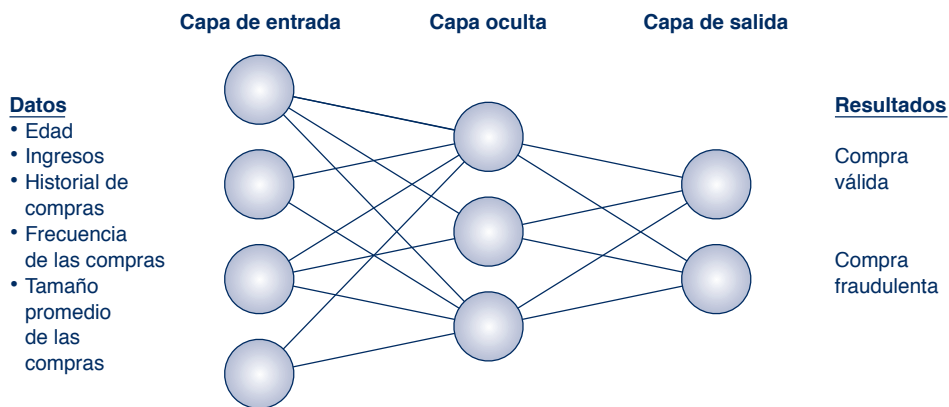 Capa de entrada
Capa oculta
Capa de salida
Datos
• Edad
• Ingresos
• Historial de
compras
• Frecuencia
de las compras
• Tamaño
promedio
de las
compras
Resultados
Compra
válida
Compra
fraudulenta